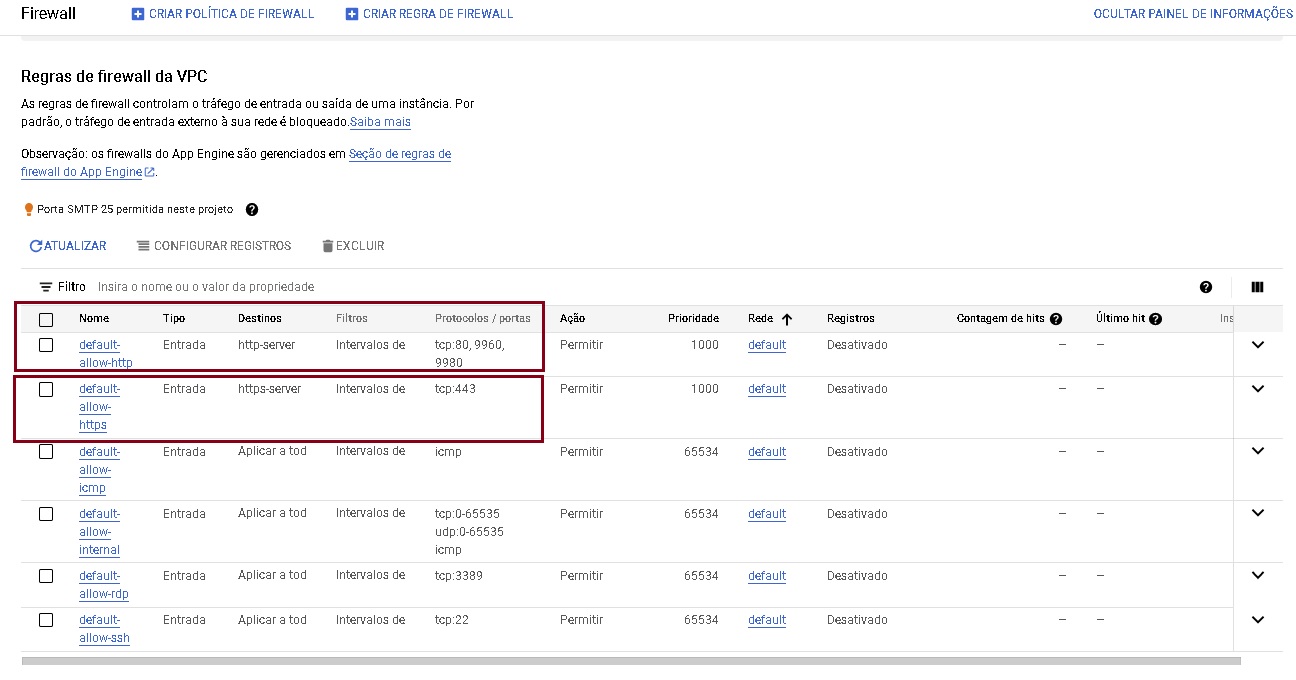 Firewall CRIAR POLÍTICA DE FIREWALL CRIAR REGRA DE FIREWALL OCULTAR PAINEL DE INFORMAÇÕES
Regras de firewall da VPC
As regras de firewall controlam o tráfego de entrada ou saída de uma instância. Por
padrão, o tráfego de entrada externo à sua rede é bloqueado.Saiba mais
Observação: os firewalls do App Engine são gerenciados em Seção de regras de
firewall do App Engine.
Porta SMTP 25 permitida neste projeto
ATUALIZAR CONFIGURAR REGISTROS EXCLUIR
Filtro Insira o nome ou o valor da propriedade
Nome Tipo Destinos Filtros Protocolos / portas Ação Prioridade Rede Registros Contagem de hits Último hit Ins
default- Entrada http-server Intervalos de tcp:80, 9960, Permitir 1000 default Desativado – –
allow-http 9980
default- Entrada https-server Intervalos de tcp:443 Permitir 1000 default Desativado – –
allow-
https
default- Entrada Aplicar a tod Intervalos de icmp Permitir 65534 default Desativado – –
allow-
icmp
default- Entrada Aplicar a tod Intervalos de tcp:0-65535 Permitir 65534 default Desativado – –
allow- udp:0-65535
internal icmp
default- Entrada Aplicar a tod Intervalos de tcp:3389 Permitir 65534 default Desativado – –
allow-rdp
default- Entrada Aplicar a tod Intervalos de tcp:22 Permitir 65534 default Desativado – –
allow-ssh